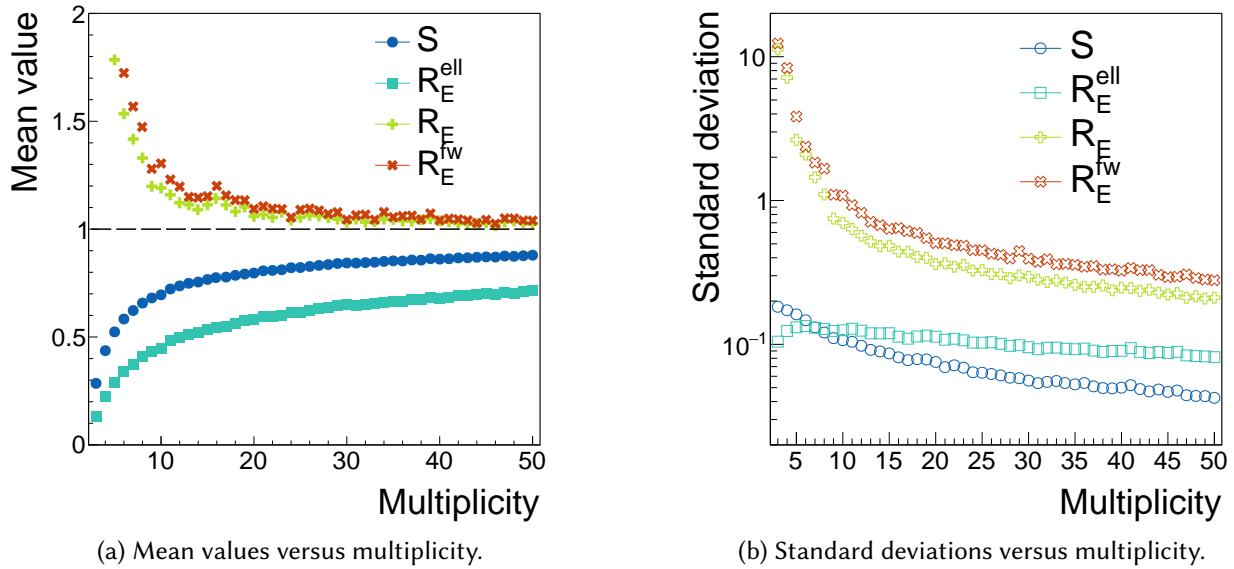 Mean value
2
1.5
1
0.5
0
10
20
30
40
50
Multiplicity
S
R_E^ell
R_E
R_E^fw
(a) Mean values versus multiplicity.
Standard deviation
10
1
10⁻¹
5
10
15
20
25
30
35
40
45
50
Multiplicity
S
R_E^ell
R_E
R_E^fw
(b) Standard deviations versus multiplicity.